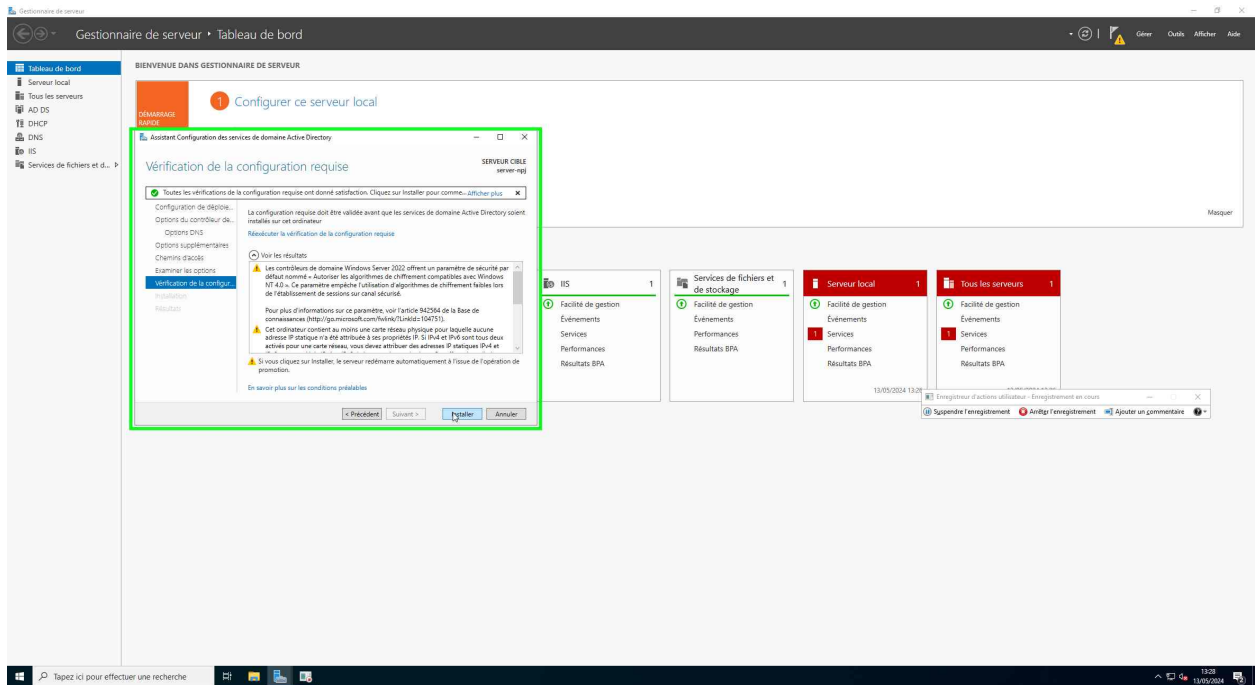 Gestionnaire de serveur
Gestionnaire de serveur • Tableau de bord
Gérer Outils Afficher Aide
Tableau de bord
Serveur local
Tous les serveurs
AD DS
DHCP
DNS
IIS
Services de fichiers et d...
BIENVENUE DANS GESTIONNAIRE DE SERVEUR
DÉMARRAGE
RAPIDE
1 Configurer ce serveur local
Masquer
Assistant Configuration des services de domaine Active Directory
Vérification de la configuration requise
SERVEUR CIBLE
server-npj
Toutes les vérifications de la configuration requise ont donné satisfaction. Cliquez sur Installer pour comme... Afficher plus
Configuration de déploie...
Options du contrôleur de...
Options DNS
Options supplémentaires
Chemins d'accès
Examiner les options
Vérification de la configur...
Installation
Résultats
La configuration requise doit être validée avant que les services de domaine Active Directory soient
installés sur cet ordinateur
Réexécuter la vérification de la configuration requise
Voir les résultats
Les contrôleurs de domaine Windows Server 2022 offrent un paramètre de sécurité par
défaut nommé « Autoriser les algorithmes de chiffrement compatibles avec Windows
NT 4.0 ». Ce paramètre empêche l'utilisation d'algorithmes de chiffrement faibles lors
de l'établissement de sessions sur canal sécurisé.
Pour plus d'informations sur ce paramètre, voir l'article 942564 de la Base de
connaissances (http://go.microsoft.com/fwlink/?LinkId=104751).
Cet ordinateur contient au moins une carte réseau physique pour laquelle aucune
adresse IP statique n'a été attribuée à ses propriétés IP. Si IPv4 et IPv6 sont tous deux
activés pour une carte réseau, vous devez attribuer des adresses IP statiques IPv4 et
Si vous cliquez sur Installer, le serveur redémarre automatiquement à l'issue de l'opération de
promotion.
En savoir plus sur les conditions préalables
< Précédent Suivant > Installer Annuler
IIS 1
Facilité de gestion
Événements
Services
Performances
Résultats BPA
Services de fichiers et
de stockage 1
Facilité de gestion
Événements
Performances
Résultats BPA
Serveur local 1
Facilité de gestion
Événements
1 Services
Performances
Résultats BPA
13/05/2024 13:28
Tous les serveurs 1
Facilité de gestion
Événements
1 Services
Performances
Résultats BPA
Enregistreur d'actions utilisateur - Enregistrement en cours
Suspendre l'enregistrement Arrêter l'enregistrement Ajouter un commentaire
Tapez ici pour effectuer une recherche
13:28
13/05/2024